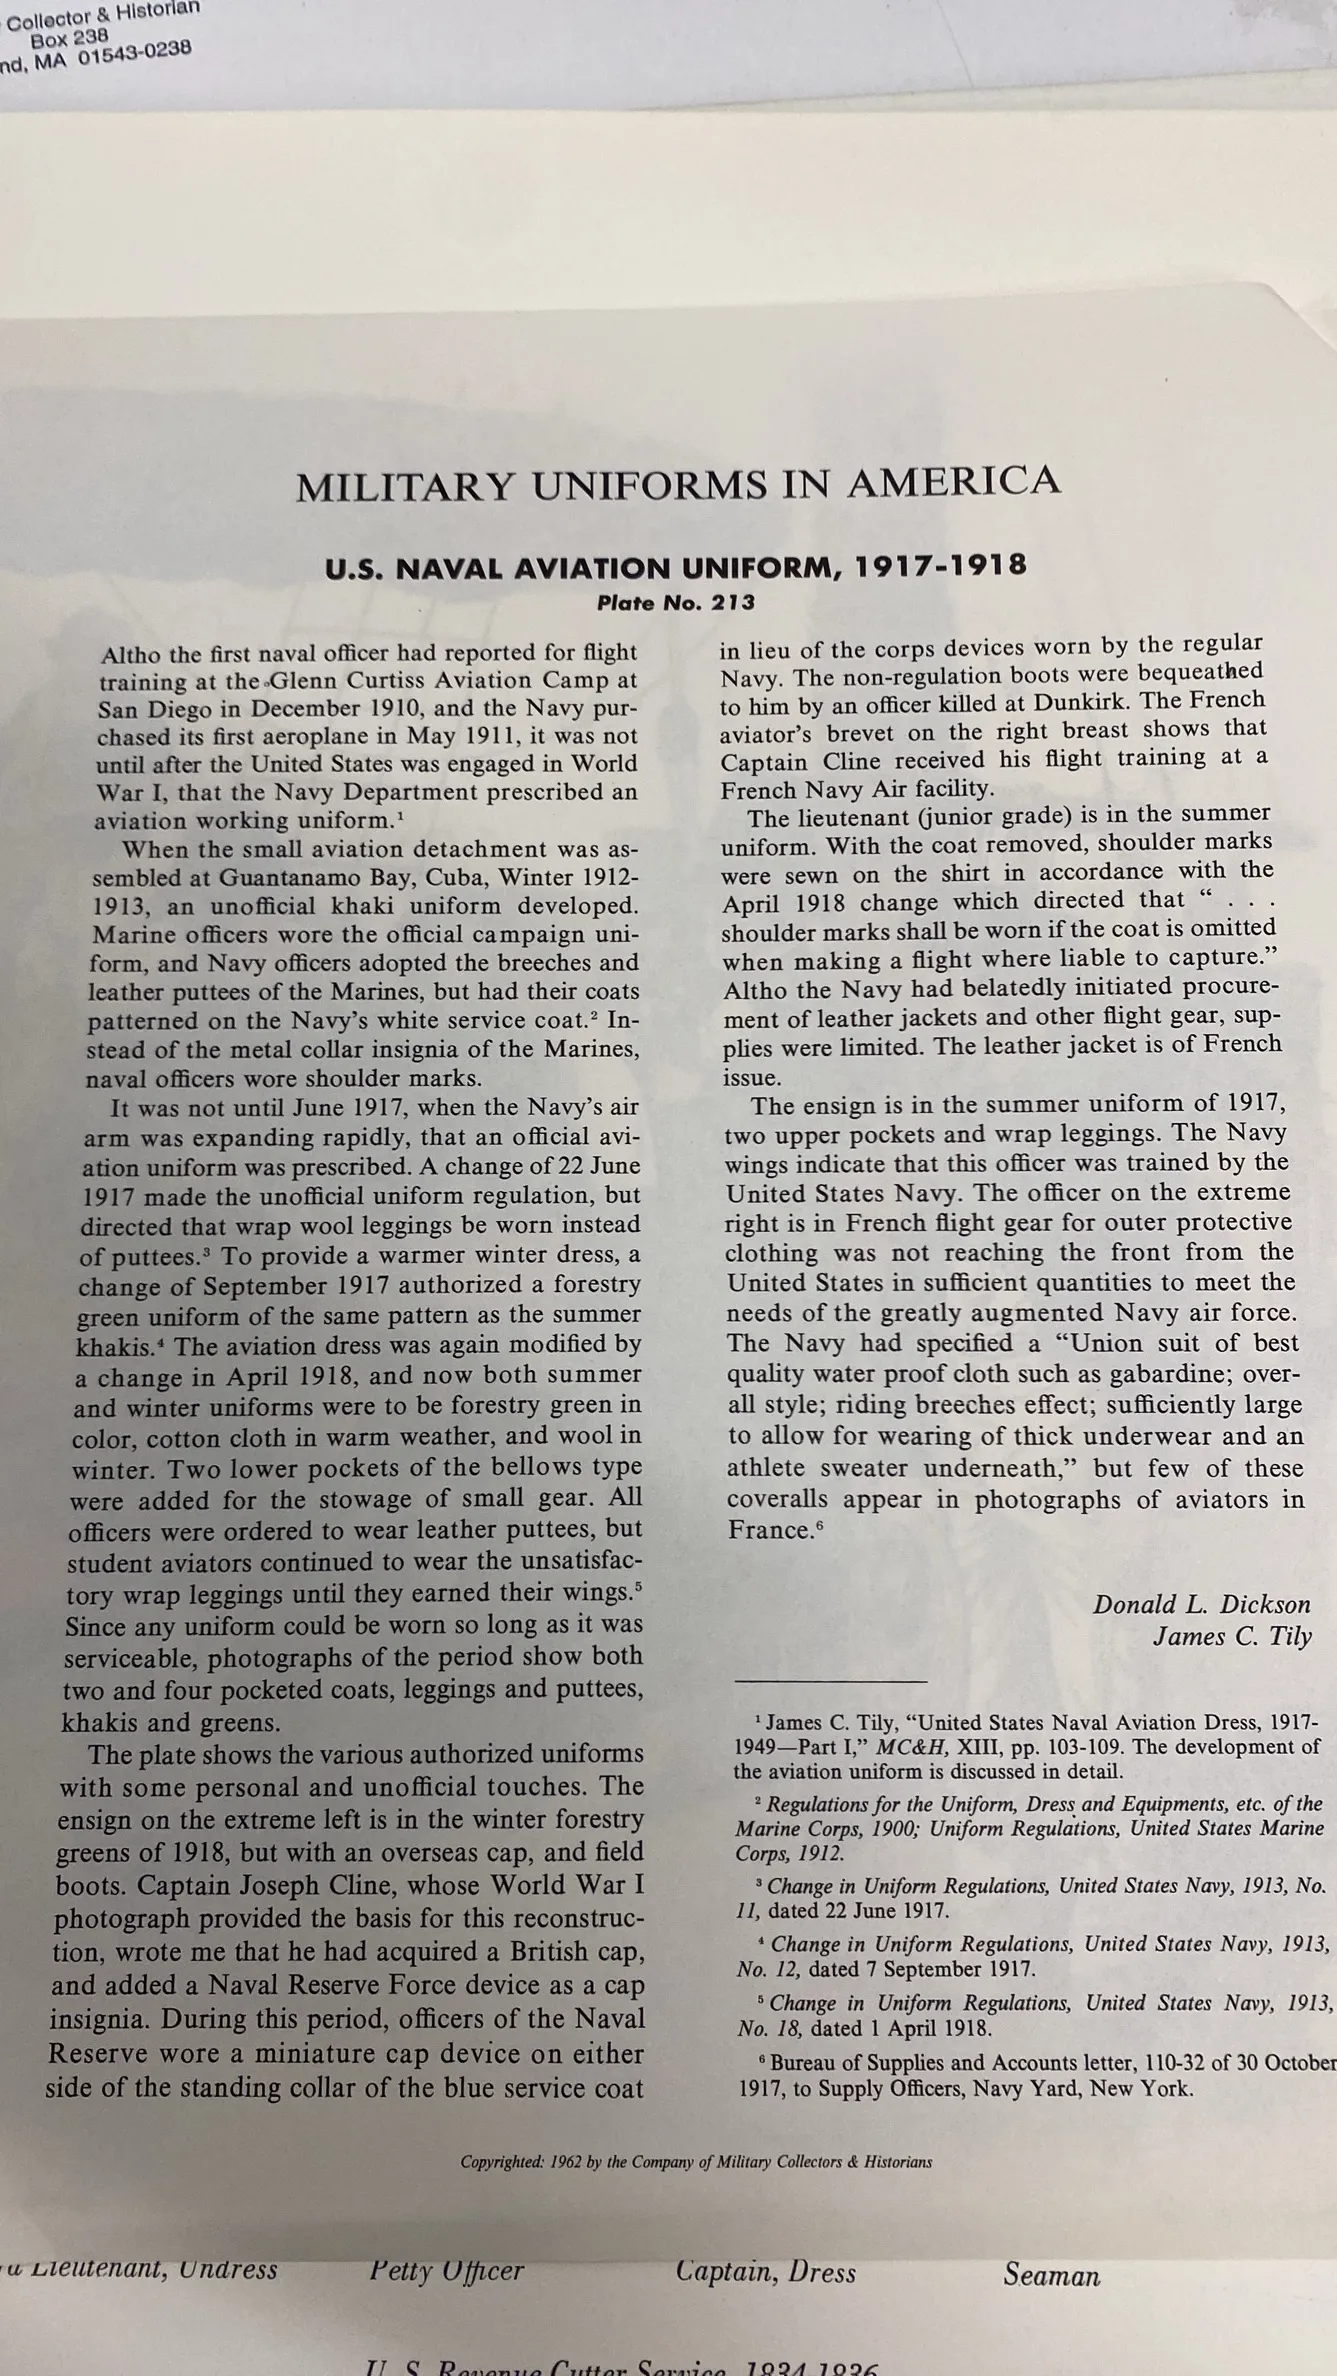 Collector & Historian
Box 238
nd, MA 01543-0238
MILITARY UNIFORMS IN AMERICA
U.S. NAVAL AVIATION UNIFORM, 1917-1918
Plate No. 213
Altho the first naval officer had reported for flight
training at the Glenn Curtiss Aviation Camp at
San Diego in December 1910, and the Navy pur-
chased its first aeroplane in May 1911, it was not
until after the United States was engaged in World
War I, that the Navy Department prescribed an
aviation working uniform.¹
When the small aviation detachment was as-
sembled at Guantanamo Bay, Cuba, Winter 1912-
1913, an unofficial khaki uniform developed.
Marine officers wore the official campaign uni-
form, and Navy officers adopted the breeches and
leather puttees of the Marines, but had their coats
patterned on the Navy's white service coat.² In-
stead of the metal collar insignia of the Marines,
naval officers wore shoulder marks.
It was not until June 1917, when the Navy's air
arm was expanding rapidly, that an official avi-
ation uniform was prescribed. A change of 22 June
1917 made the unofficial uniform regulation, but
directed that wrap wool leggings be worn instead
of puttees.³ To provide a warmer winter dress, a
change of September 1917 authorized a forestry
green uniform of the same pattern as the summer
khakis.⁴ The aviation dress was again modified by
a change in April 1918, and now both summer
and winter uniforms were to be forestry green in
color, cotton cloth in warm weather, and wool in
winter. Two lower pockets of the bellows type
were added for the stowage of small gear. All
officers were ordered to wear leather puttees, but
student aviators continued to wear the unsatisfac-
tory wrap leggings until they earned their wings.⁵
Since any uniform could be worn so long as it was
serviceable, photographs of the period show both
two and four pocketed coats, leggings and puttees,
khakis and greens.
The plate shows the various authorized uniforms
with some personal and unofficial touches. The
ensign on the extreme left is in the winter forestry
greens of 1918, but with an overseas cap, and field
boots. Captain Joseph Cline, whose World War I
photograph provided the basis for this reconstruc-
tion, wrote me that he had acquired a British cap,
and added a Naval Reserve Force device as a cap
insignia. During this period, officers of the Naval
Reserve wore a miniature cap device on either
side of the standing collar of the blue service coat
in lieu of the corps devices worn by the regular
Navy. The non-regulation boots were bequeathed
to him by an officer killed at Dunkirk. The French
aviator's brevet on the right breast shows that
Captain Cline received his flight training at a
French Navy Air facility.
The lieutenant (junior grade) is in the summer
uniform. With the coat removed, shoulder marks
were sewn on the shirt in accordance with the
April 1918 change which directed that " . . .
shoulder marks shall be worn if the coat is omitted
when making a flight where liable to capture."
Altho the Navy had belatedly initiated procure-
ment of leather jackets and other flight gear, sup-
plies were limited. The leather jacket is of French
issue.
The ensign is in the summer uniform of 1917,
two upper pockets and wrap leggings. The Navy
wings indicate that this officer was trained by the
United States Navy. The officer on the extreme
right is in French flight gear for outer protective
clothing was not reaching the front from the
United States in sufficient quantities to meet the
needs of the greatly augmented Navy air force.
The Navy had specified a "Union suit of best
quality water proof cloth such as gabardine; over-
all style; riding breeches effect; sufficiently large
to allow for wearing of thick underwear and an
athlete sweater underneath," but few of these
coveralls appear in photographs of aviators in
France.⁶
Donald L. Dickson
James C. Tily
¹ James C. Tily, "United States Naval Aviation Dress, 1917-
1949—Part I," MC&H, XIII, pp. 103-109. The development of
the aviation uniform is discussed in detail.
² Regulations for the Uniform, Dress and Equipments, etc. of the
Marine Corps, 1900; Uniform Regulations, United States Marine
Corps, 1912.
³ Change in Uniform Regulations, United States Navy, 1913, No.
11, dated 22 June 1917.
⁴ Change in Uniform Regulations, United States Navy, 1913,
No. 12, dated 7 September 1917.
⁵ Change in Uniform Regulations, United States Navy, 1913,
No. 18, dated 1 April 1918.
⁶ Bureau of Supplies and Accounts letter, 110-32 of 30 October
1917, to Supply Officers, Navy Yard, New York.
Copyrighted: 1962 by the Company of Military Collectors & Historians
Lieutenant, Undress Petty Officer Captain, Dress Seaman
U. S. Revenue Cutter Service, 1834-1836